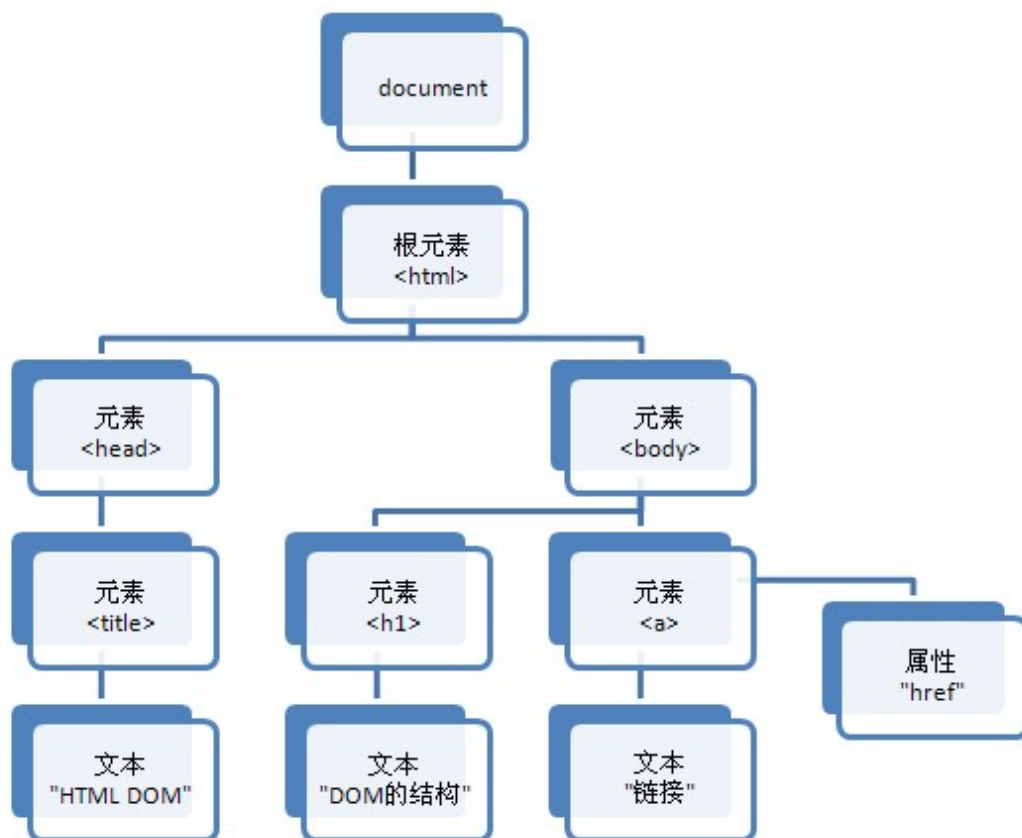 document
根元素
<html>
元素
<head>
元素
<body>
元素
<title>
元素
<h1>
元素
<a>
属性
"href"
文本
"HTML DOM"
文本
"DOM的结构"
文本
"链接"